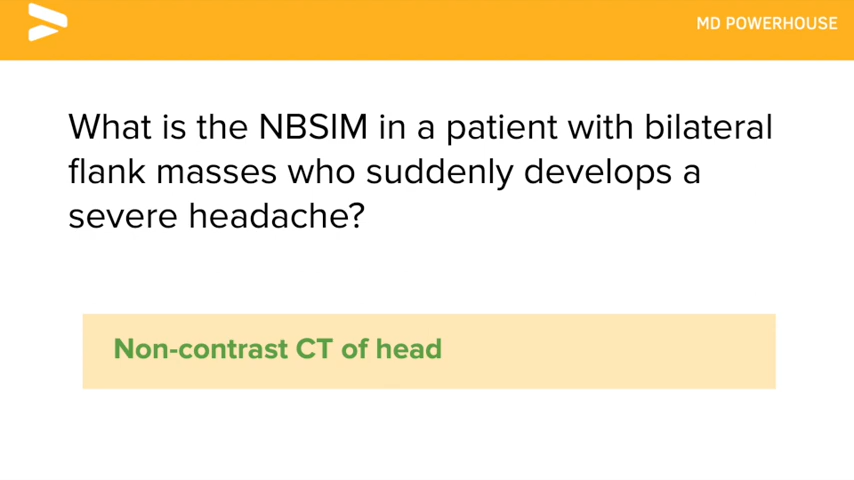 MD POWERHOUSE
What is the NBSIM in a patient with bilateral
flank masses who suddenly develops a
severe headache?
Non-contrast CT of head